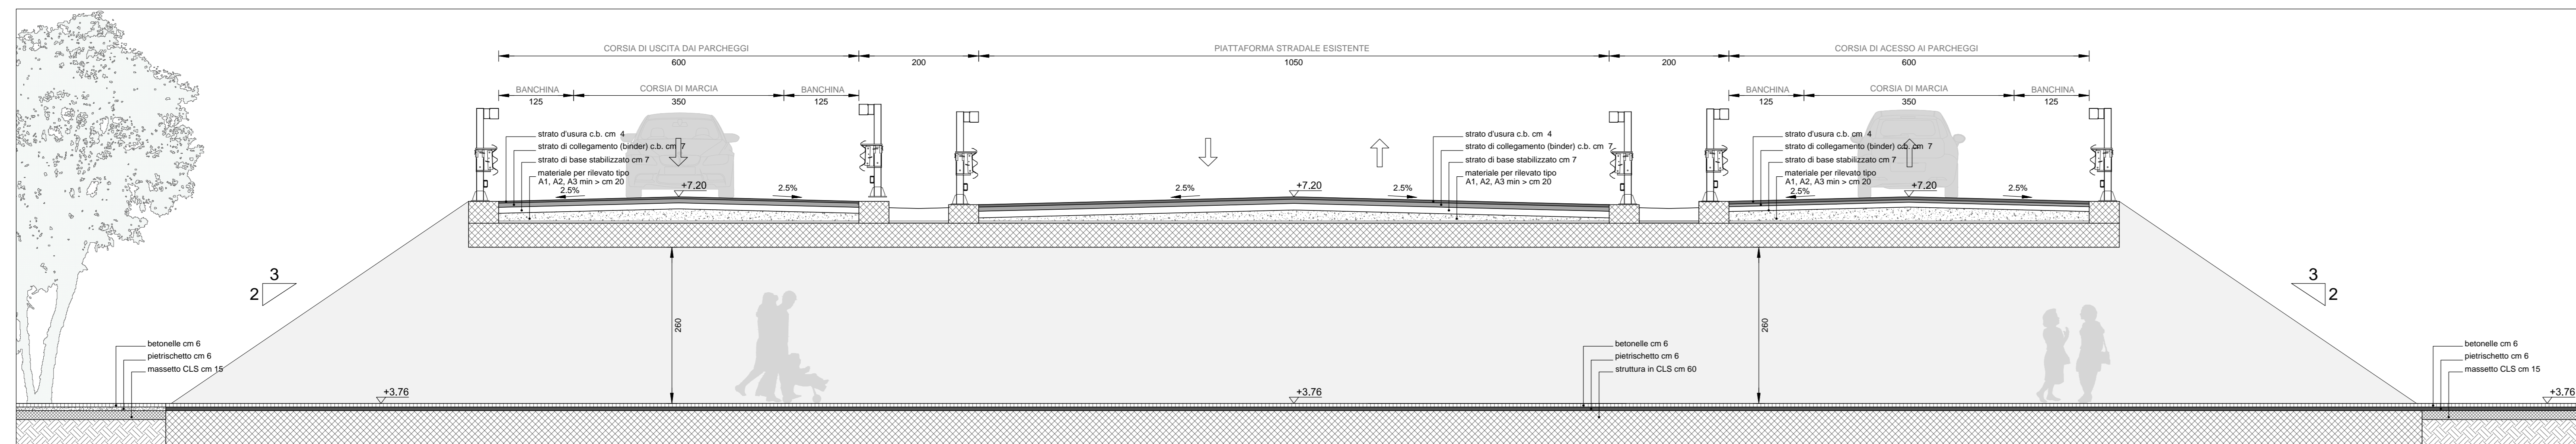 CORSIA DI USCITA DAI PARCHEGGI
PIATTAFORMA STRADALE ESISTENTE
CORSIA DI ACESSO AI PARCHEGGI
600
200
1050
200
600
BANCHINA
CORSIA DI MARCIA
BANCHINA
BANCHINA
CORSIA DI MARCIA
BANCHINA
125
350
125
125
350
125
strato d'usura c.b. cm 4
strato di collegamento (binder) c.b. cm 7
strato di base stabilizzato cm 7
materiale per rilevato tipo
A1, A2, A3 min > cm 20
2.5%
+7.20
2.5%
2.5%
+7.20
2.5%
strato d'usura c.b. cm 4
strato di collegamento (binder) c.b. cm 7
strato di base stabilizzato cm 7
materiale per rilevato tipo
A1, A2, A3 min > cm 20
strato d'usura c.b. cm 4
strato di collegamento (binder) c.b. cm 7
strato di base stabilizzato cm 7
materiale per rilevato tipo
A1, A2, A3 min > cm 20
2.5%
+7.20
2.5%
3
2
3
2
260
260
betonelle cm 6
pietrischetto cm 6
massetto CLS cm 15
betonelle cm 6
pietrischetto cm 6
struttura in CLS cm 60
betonelle cm 6
pietrischetto cm 6
massetto CLS cm 15
+3.76
+3.76
+3.76